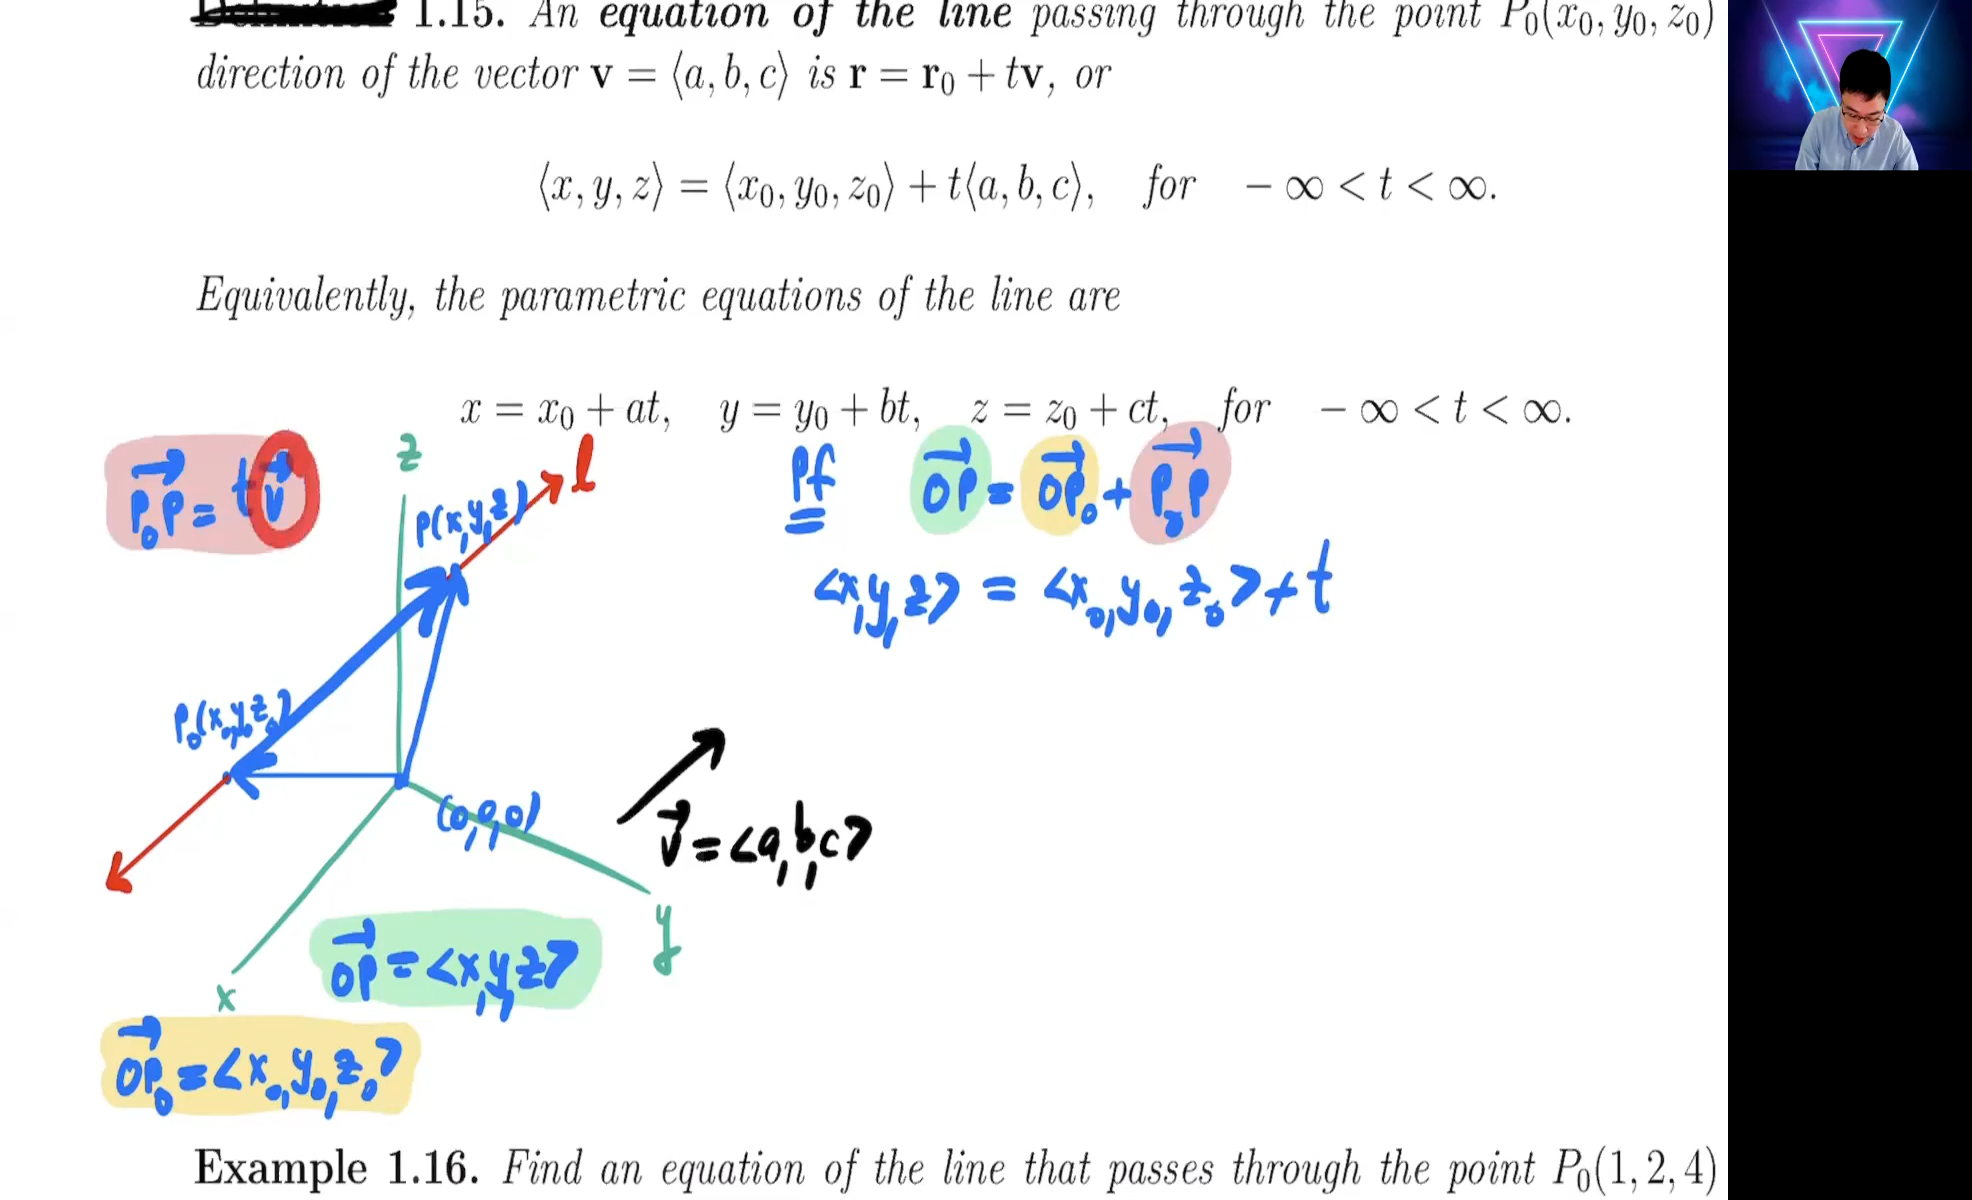 1.15. An equation of the line passing through the point P₀(x₀, y₀, z₀)
direction of the vector v = ⟨a, b, c⟩ is r = r₀ + tv, or
⟨x, y, z⟩ = ⟨x₀, y₀, z₀⟩ + t⟨a, b, c⟩, for − ∞ < t < ∞.
Equivalently, the parametric equations of the line are
x = x₀ + at, y = y₀ + bt, z = z₀ + ct, for − ∞ < t < ∞.
P₀P⃗ = tv⃗
z
l
P(x,y,z)
Pf OP⃗ = OP₀⃗ + P₀P⃗
<x,y,z> = <x₀,y₀,z₀> + t
P₀(x₀,y₀,z₀)
(0,0,0)
v⃗ = <a,b,c>
y
x
OP⃗ = <x,y,z>
OP₀⃗ = <x₀,y₀,z₀>
Example 1.16. Find an equation of the line that passes through the point P₀(1, 2, 4)